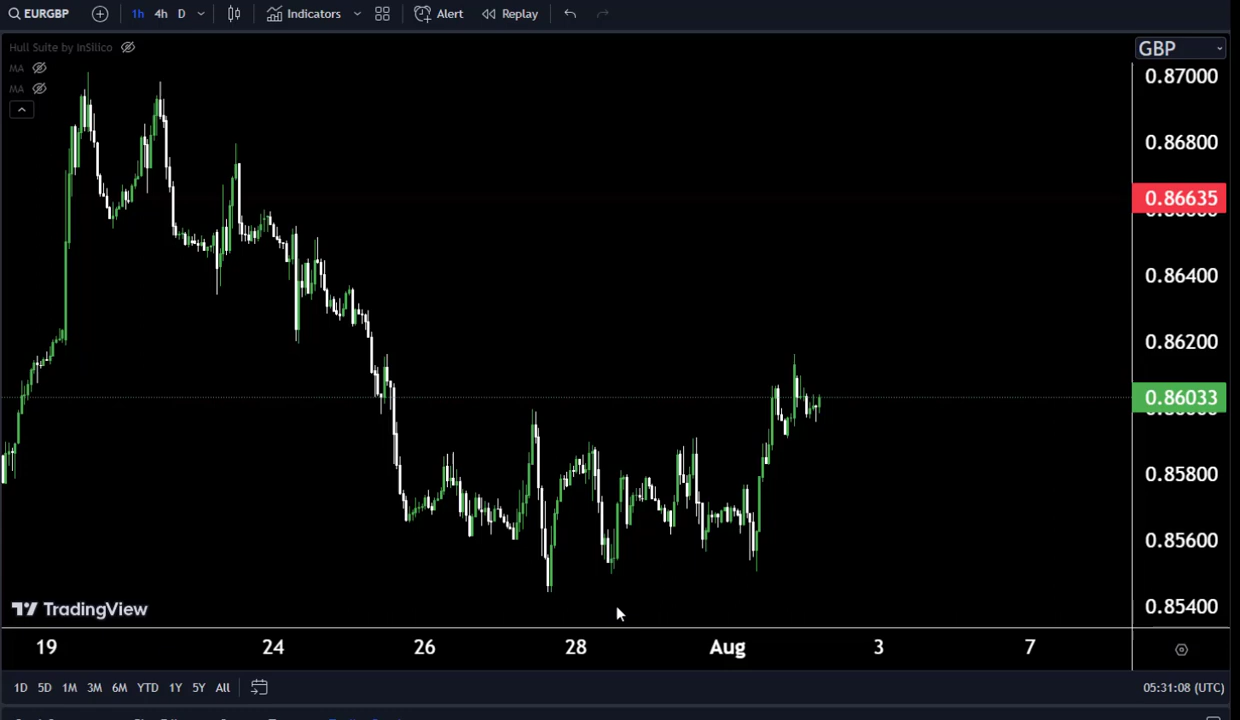 EURGBP 1h 4h D Indicators Alert Replay
Hull Suite by InSilico
MA
MA
GBP
0.87000
0.86800
0.86635
0.86400
0.86200
0.86033
0.85800
0.85600
0.85400
TradingView
19 24 26 28 Aug 3 7
1D 5D 1M 3M 6M YTD 1Y 5Y All 05:31:08 (UTC)